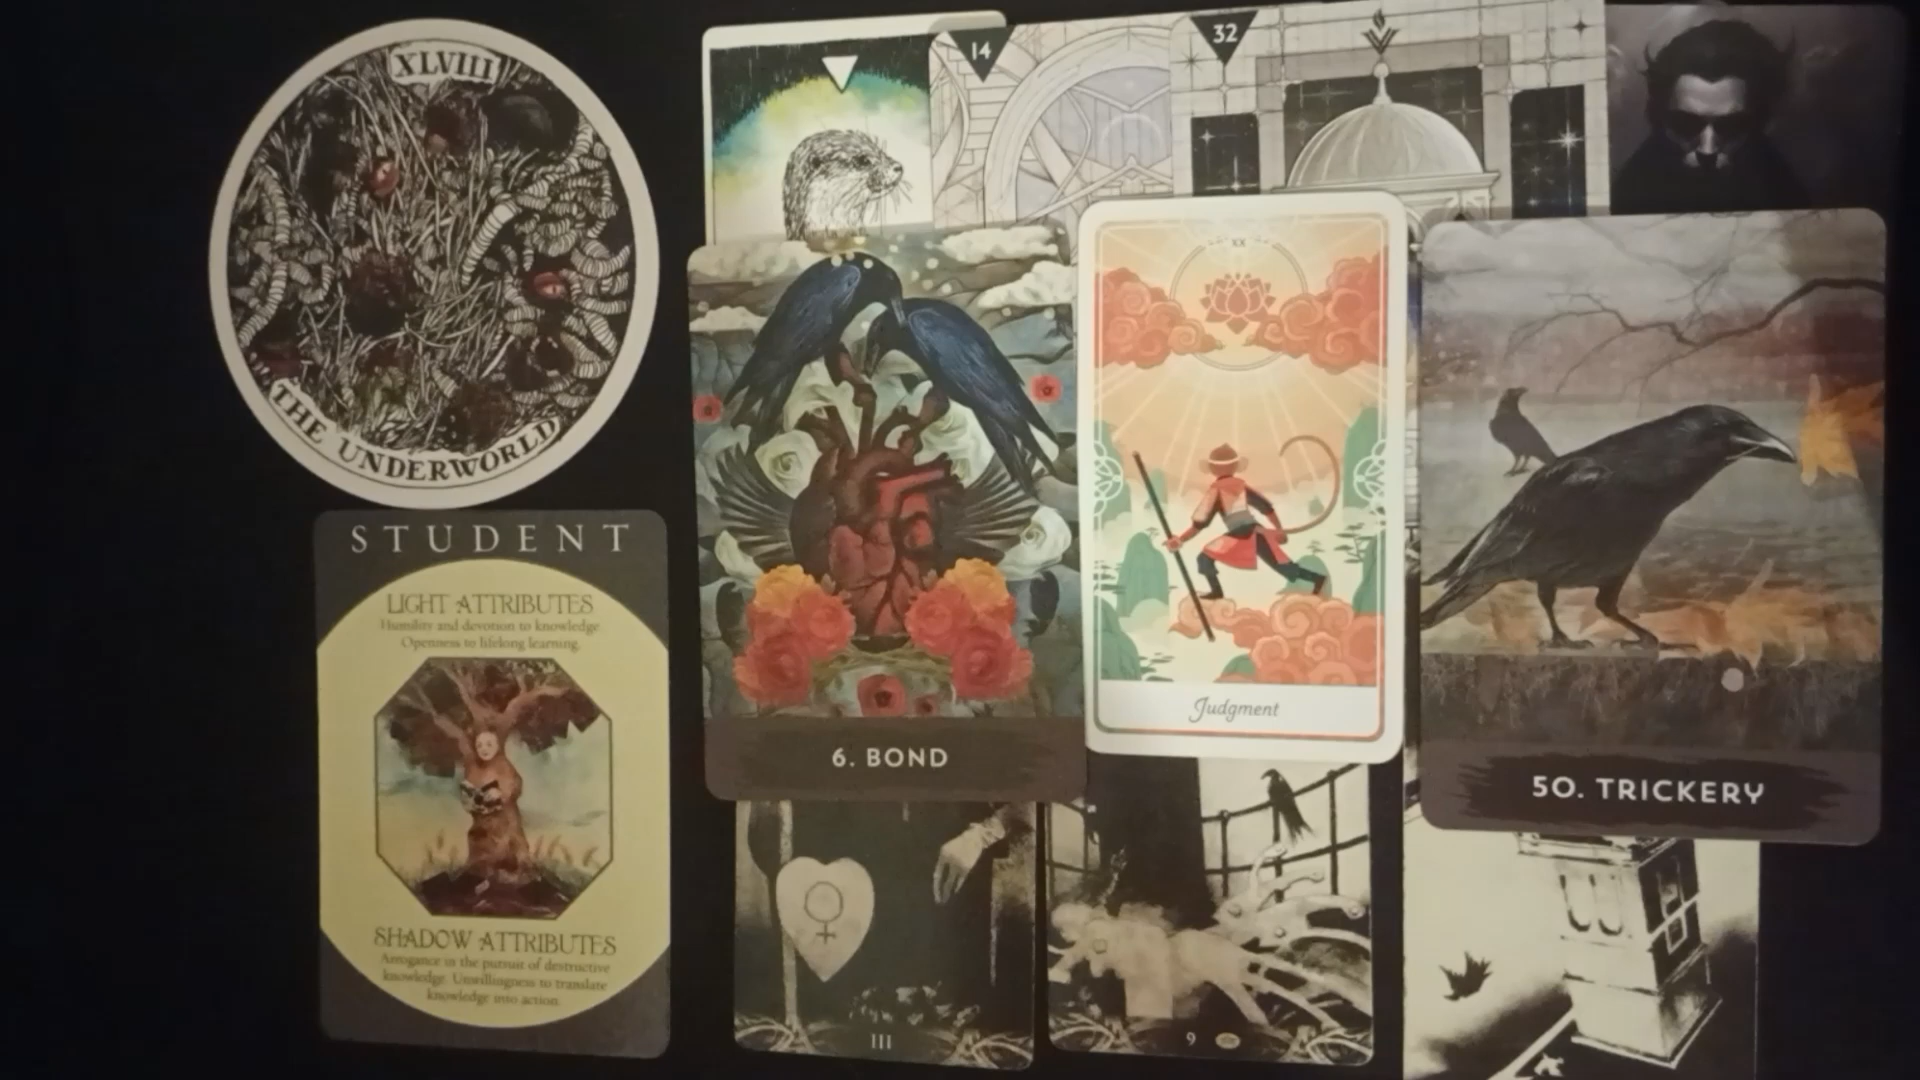 XLVIII
THE UNDERWORLD
STUDENT
LIGHT ATTRIBUTES
Humility and devotion to knowledge.
Openness to lifelong learning.
SHADOW ATTRIBUTES
Arrogance in the pursuit of destructive
knowledge. Unwillingness to translate
knowledge into action.
14
32
6. BOND
XX
Judgment
50. TRICKERY
III
9